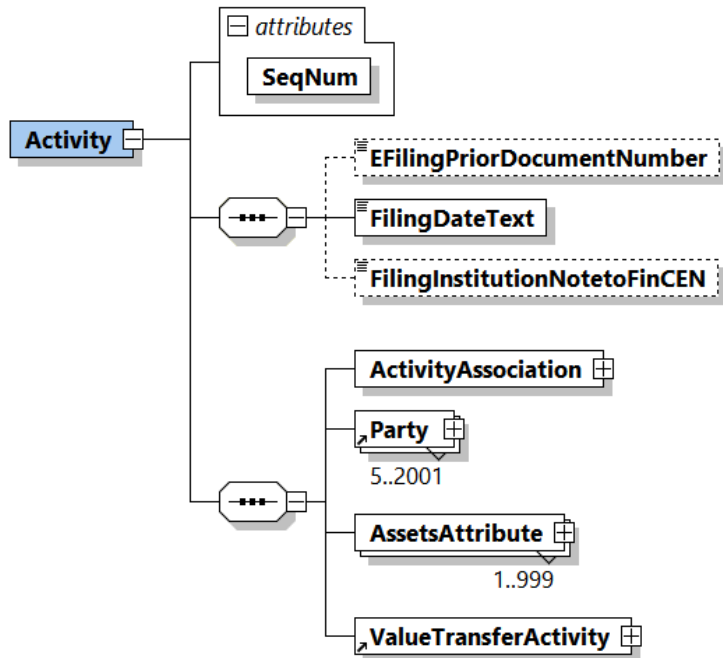 attributes
SeqNum
Activity
EFilingPriorDocumentNumber
FilingDateText
FilingInstitutionNotetoFinCEN
ActivityAssociation
Party
5..2001
AssetsAttribute
1..999
ValueTransferActivity